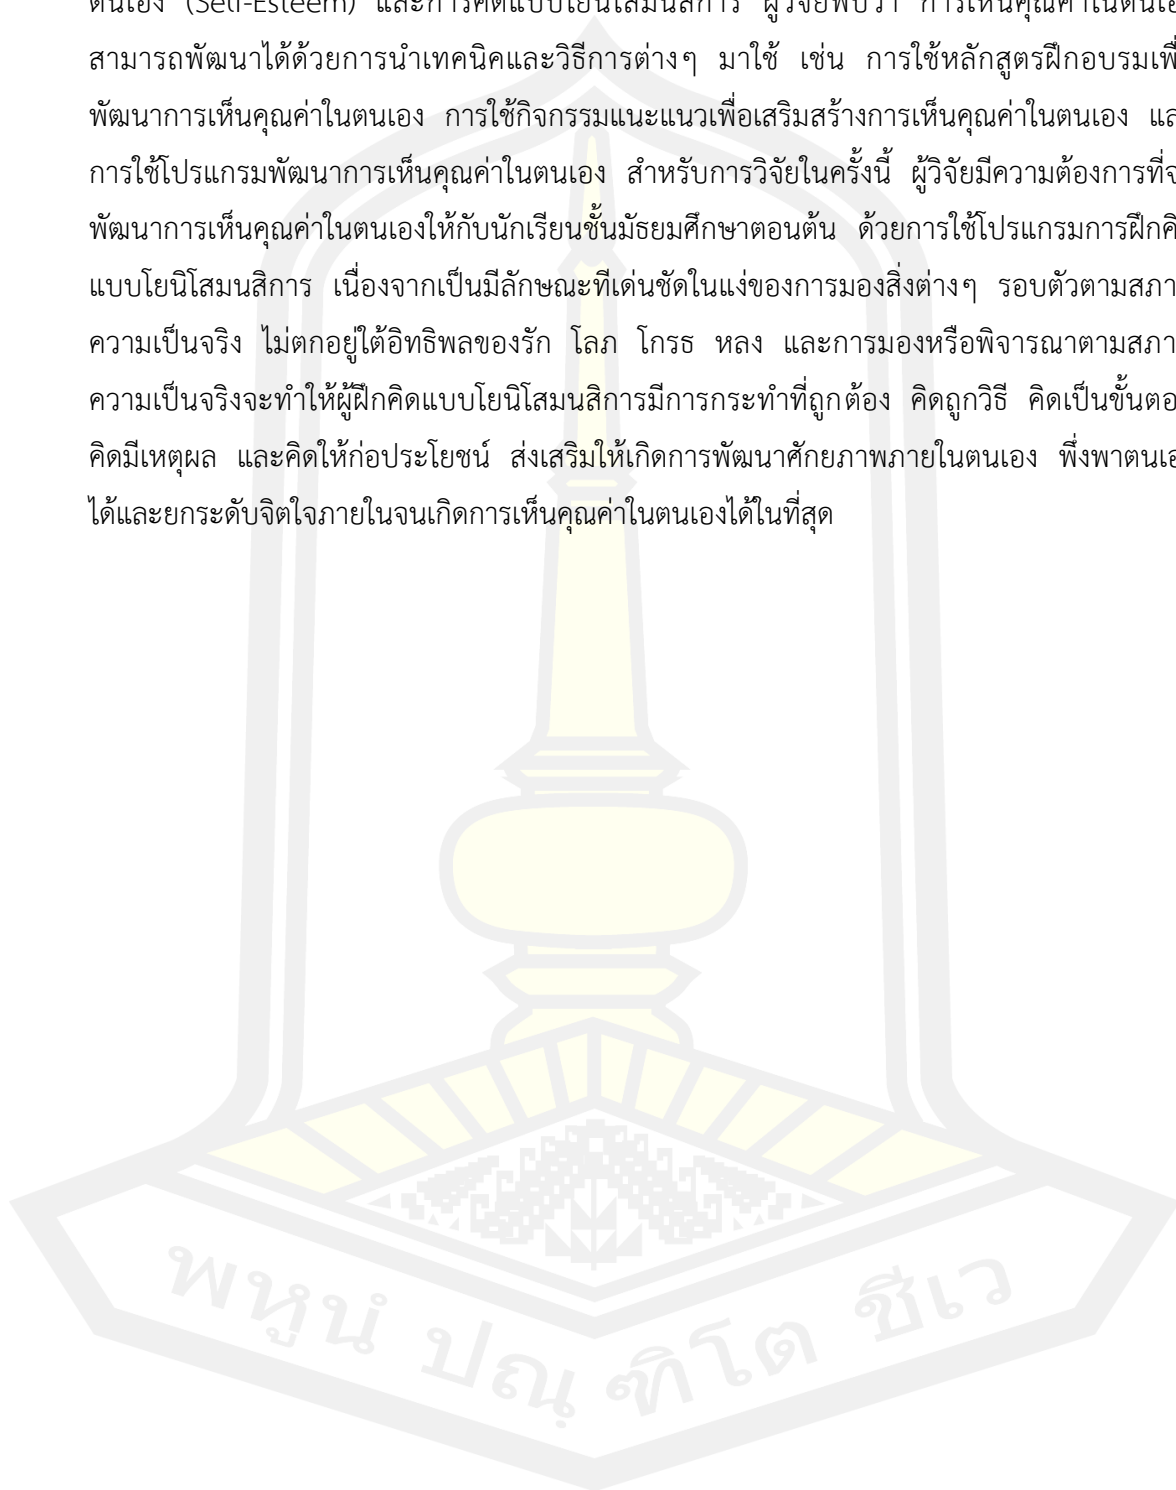 ตนเอง (Self-Esteem) และการคิดแบบโยนิโสมนสิการ ผู้วิจัยพบว่า การเห็นคุณค่าในตนเอ
สามารถพัฒนาได้ด้วยการนำเทคนิคและวิธีการต่างๆ มาใช้ เช่น การใช้หลักสูตรฝึกอบรมเพื่
พัฒนาการเห็นคุณค่าในตนเอง การใช้กิจกรรมแนะแนวเพื่อเสริมสร้างการเห็นคุณค่าในตนเอง แล
การใช้โปรแกรมพัฒนาการเห็นคุณค่าในตนเอง สำหรับการวิจัยในครั้งนี้ ผู้วิจัยมีความต้องการที่จ
พัฒนาการเห็นคุณค่าในตนเองให้กับนักเรียนชั้นมัธยมศึกษาตอนต้น ด้วยการใช้โปรแกรมการฝึกคิ
แบบโยนิโสมนสิการ เนื่องจากเป็นมีลักษณะทีเด่นชัดในแง่ของการมองสิ่งต่างๆ รอบตัวตามสภา
ความเป็นจริง ไม่ตกอยู่ใต้อิทธิพลของรัก โลภ โกรธ หลง และการมองหรือพิจารณาตามสภา
ความเป็นจริงจะทำให้ผู้ฝึกคิดแบบโยนิโสมนสิการมีการกระทำที่ถูกต้อง คิดถูกวิธี คิดเป็นขั้นตอ
คิดมีเหตุผล และคิดให้ก่อประโยชน์ ส่งเสริมให้เกิดการพัฒนาศักยภาพภายในตนเอง พึ่งพาตนเอ
ได้และยกระดับจิตใจภายในจนเกิดการเห็นคุณค่าในตนเองได้ในที่สุด
พหูนํ ปณฺฑิโต ชีเว